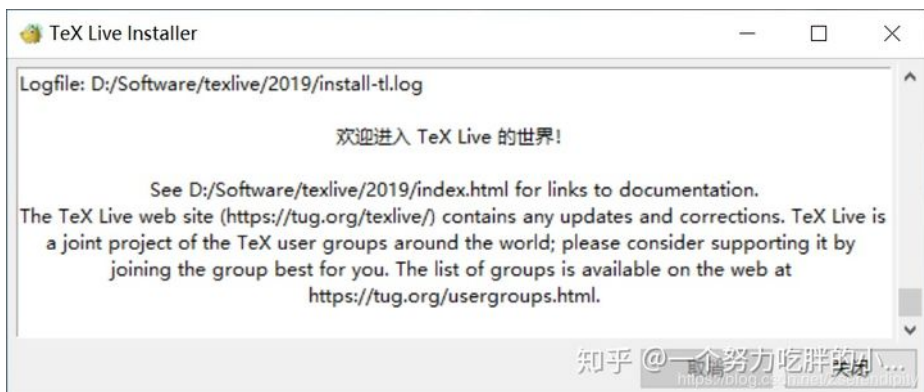 TeX Live Installer
Logfile: D:/Software/texlive/2019/install-tl.log
欢迎进入 TeX Live 的世界!
See D:/Software/texlive/2019/index.html for links to documentation.
The TeX Live web site (https://tug.org/texlive/) contains any updates and corrections. TeX Live is
a joint project of the TeX user groups around the world; please consider supporting it by
joining the group best for you. The list of groups is available on the web at
https://tug.org/usergroups.html.
知乎 @一个努力吃胖的小...
取消 关闭